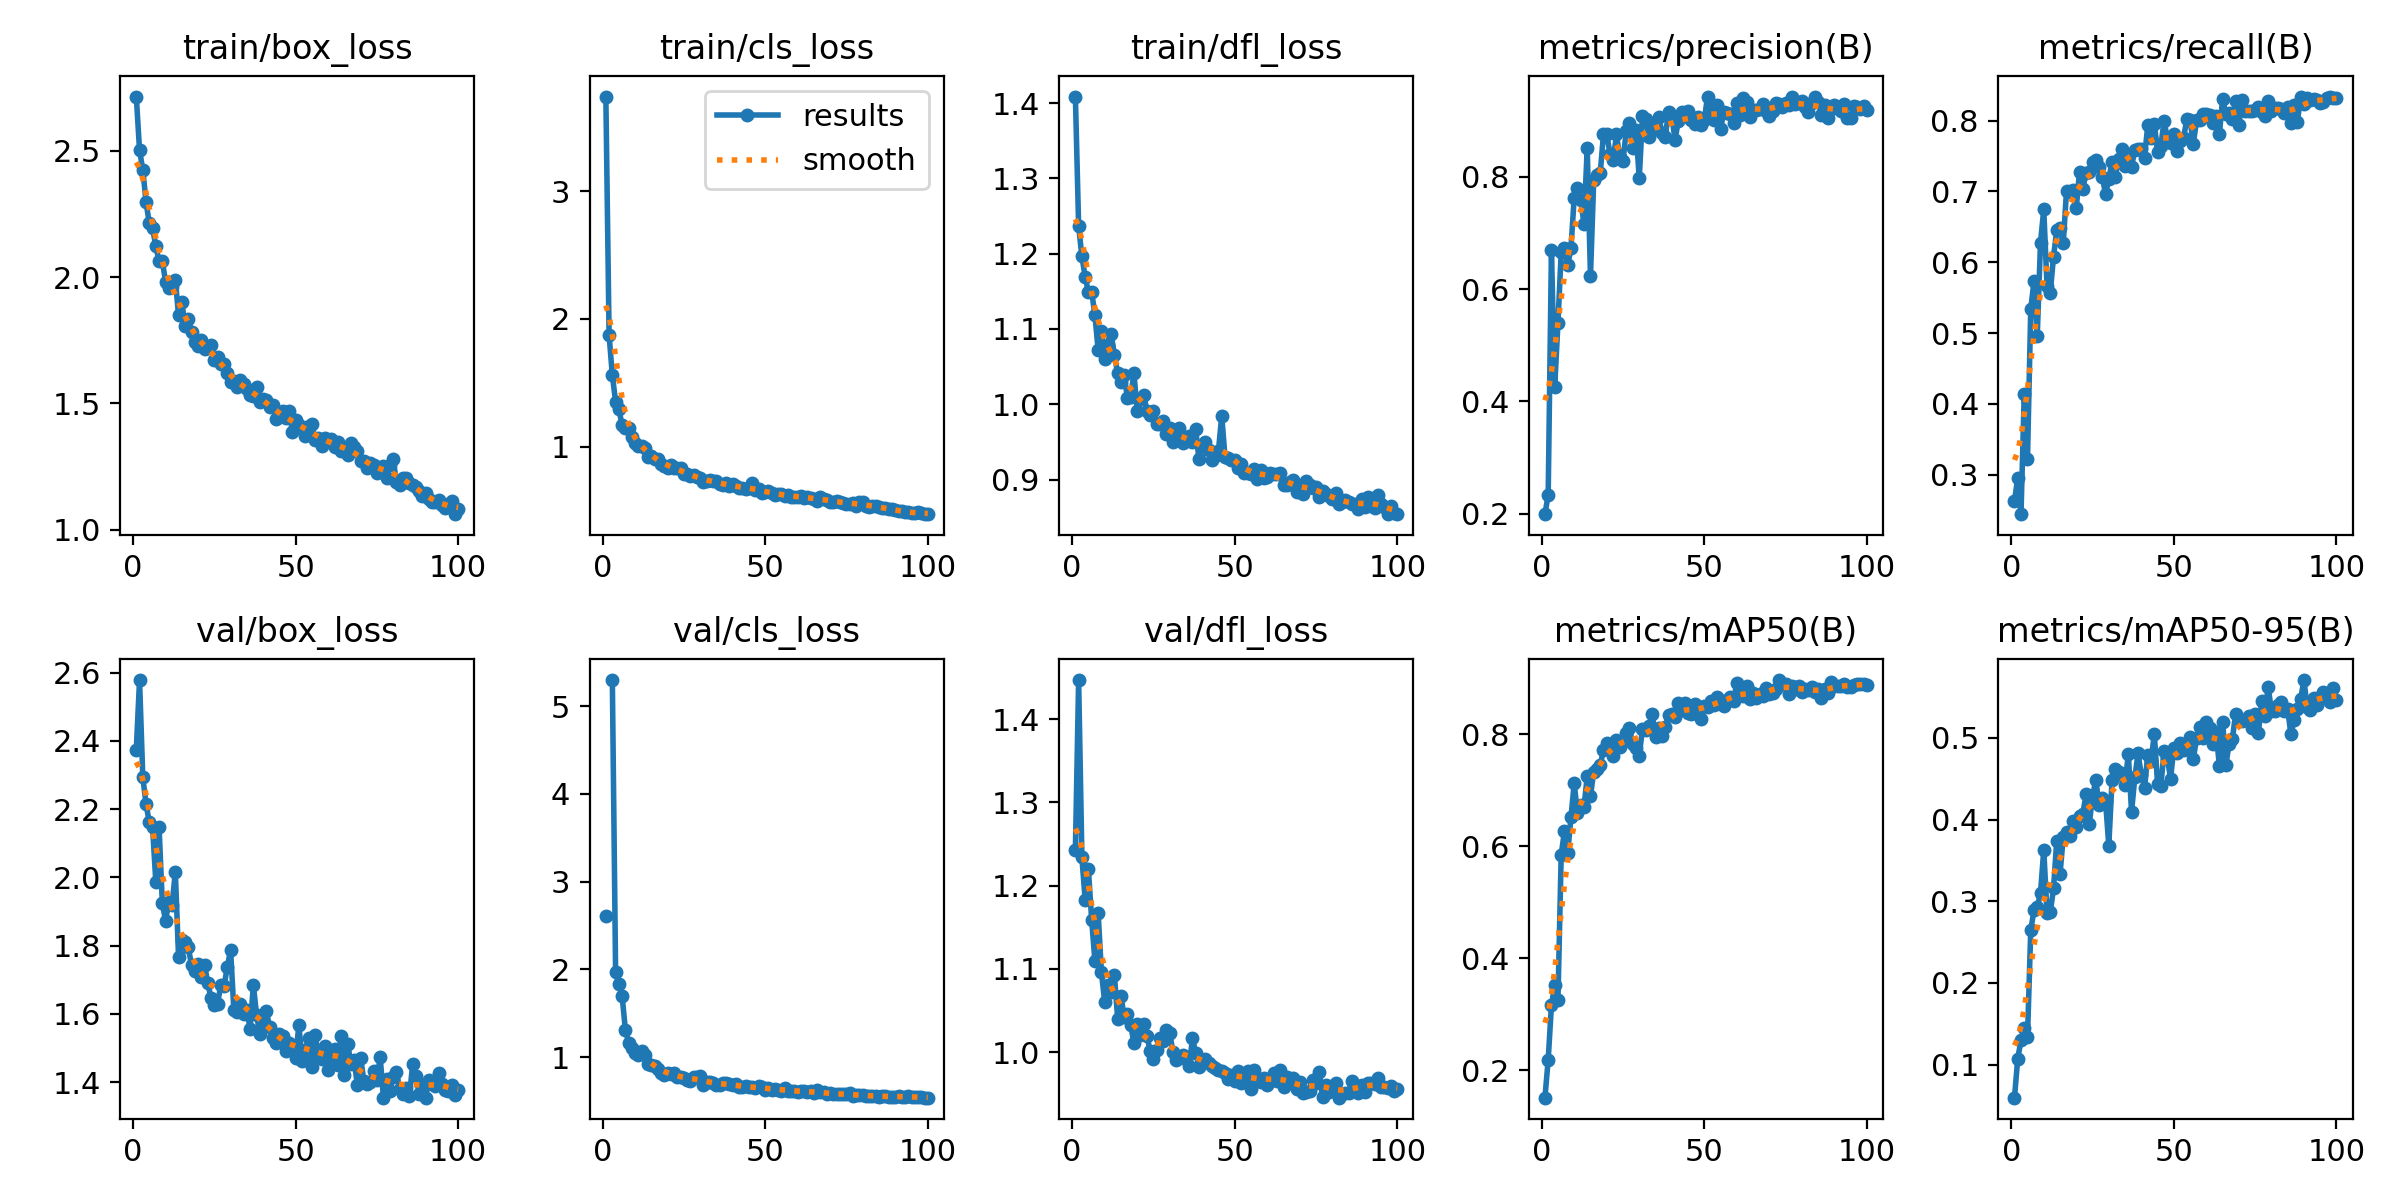 train/box_loss
2.5
2.0
1.5
1.0
0 50 100
train/cls_loss
results
smooth
3
2
1
0 50 100
train/dfl_loss
1.4
1.3
1.2
1.1
1.0
0.9
0 50 100
metrics/precision(B)
0.8
0.6
0.4
0.2
0 50 100
metrics/recall(B)
0.8
0.7
0.6
0.5
0.4
0.3
0 50 100
val/box_loss
2.6
2.4
2.2
2.0
1.8
1.6
1.4
0 50 100
val/cls_loss
5
4
3
2
1
0 50 100
val/dfl_loss
1.4
1.3
1.2
1.1
1.0
0 50 100
metrics/mAP50(B)
0.8
0.6
0.4
0.2
0 50 100
metrics/mAP50-95(B)
0.5
0.4
0.3
0.2
0.1
0 50 100